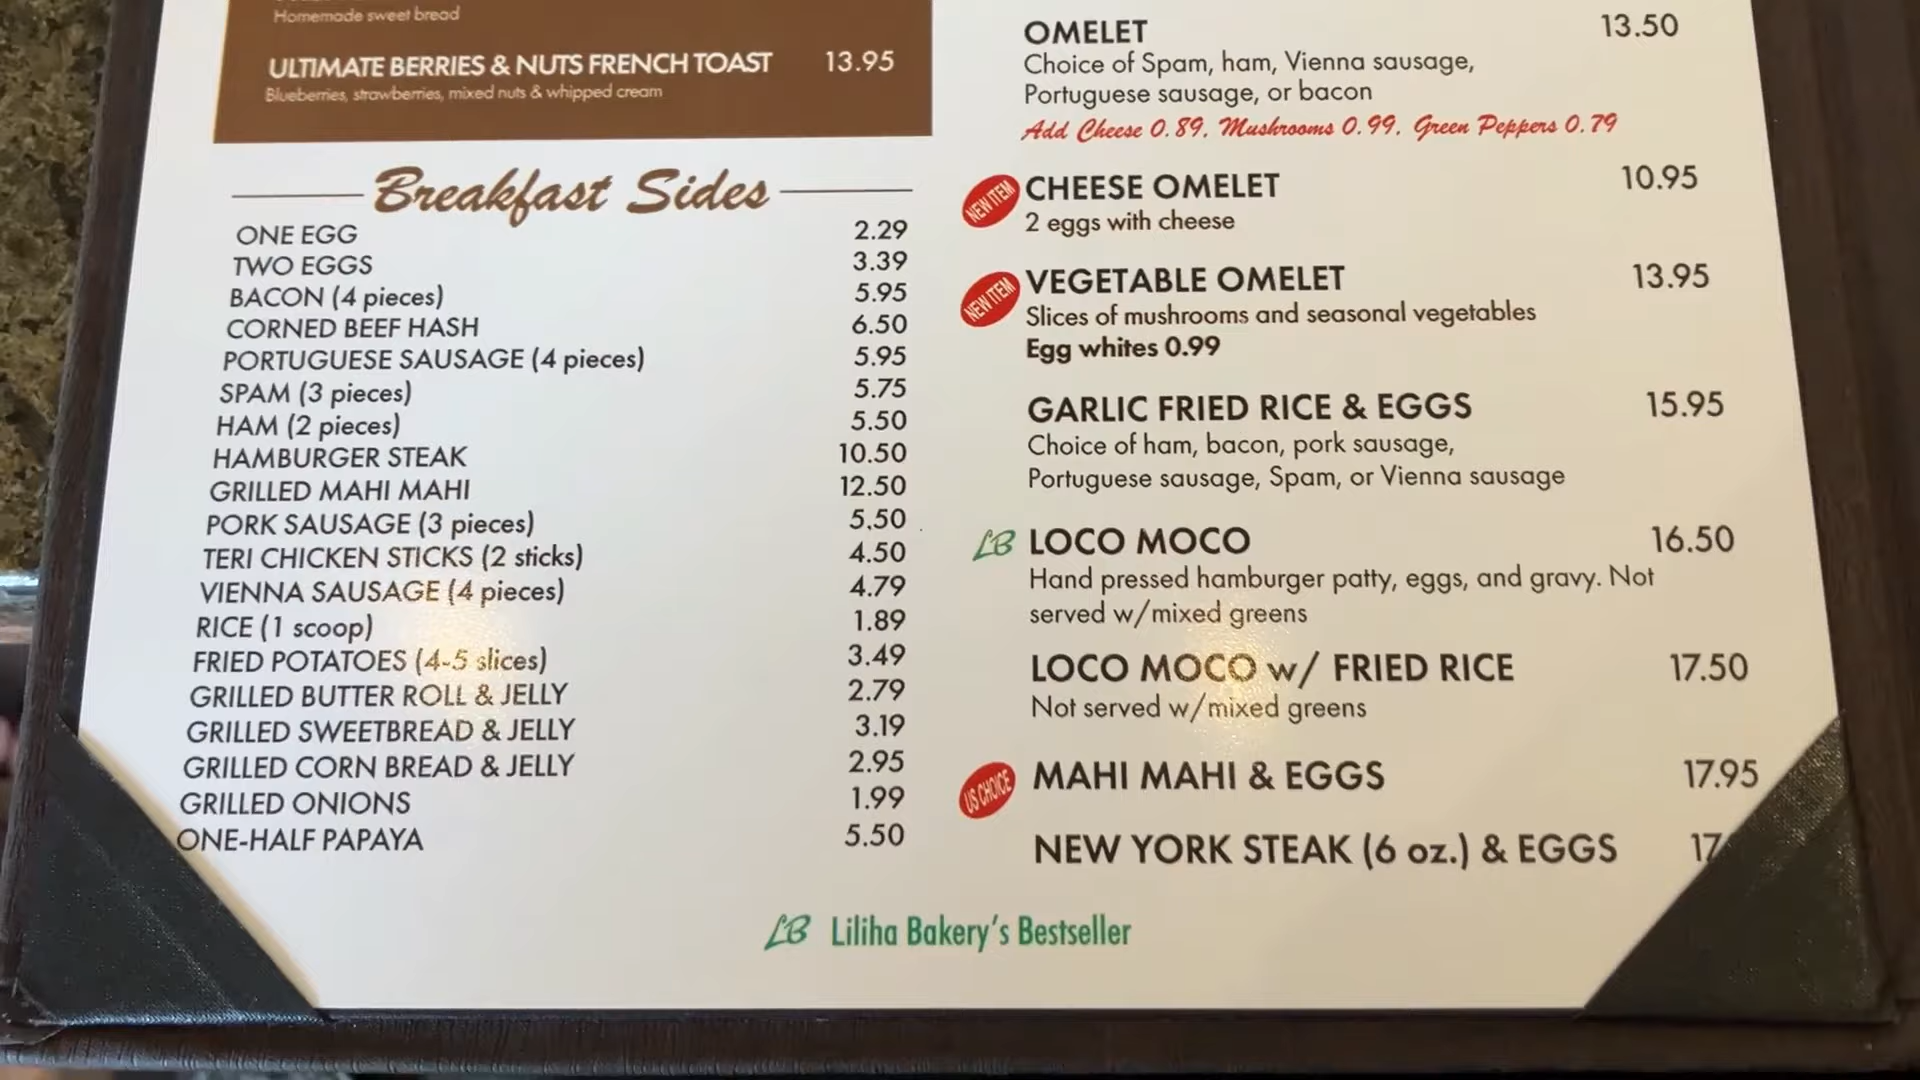 Homemade sweet bread
ULTIMATE BERRIES & NUTS FRENCH TOAST 13.95
Blueberries, strawberries, mixed nuts & whipped cream
Breakfast Sides
ONE EGG 2.29
TWO EGGS 3.39
BACON (4 pieces) 5.95
CORNED BEEF HASH 6.50
PORTUGUESE SAUSAGE (4 pieces) 5.95
SPAM (3 pieces) 5.75
HAM (2 pieces) 5.50
HAMBURGER STEAK 10.50
GRILLED MAHI MAHI 12.50
PORK SAUSAGE (3 pieces) 5.50
TERI CHICKEN STICKS (2 sticks) 4.50
VIENNA SAUSAGE (4 pieces) 4.79
RICE (1 scoop) 1.89
FRIED POTATOES (4-5 slices) 3.49
GRILLED BUTTER ROLL & JELLY 2.79
GRILLED SWEETBREAD & JELLY 3.19
GRILLED CORN BREAD & JELLY 2.95
GRILLED ONIONS 1.99
ONE-HALF PAPAYA 5.50
OMELET 13.50
Choice of Spam, ham, Vienna sausage,
Portuguese sausage, or bacon
Add Cheese 0.89, Mushrooms 0.99, Green Peppers 0.79
NEW ITEM CHEESE OMELET 10.95
2 eggs with cheese
NEW ITEM VEGETABLE OMELET 13.95
Slices of mushrooms and seasonal vegetables
Egg whites 0.99
GARLIC FRIED RICE & EGGS 15.95
Choice of ham, bacon, pork sausage,
Portuguese sausage, Spam, or Vienna sausage
LB LOCO MOCO 16.50
Hand pressed hamburger patty, eggs, and gravy. Not
served w/mixed greens
LOCO MOCO w/ FRIED RICE 17.50
Not served w/mixed greens
US CHOICE MAHI MAHI & EGGS 17.95
NEW YORK STEAK (6 oz.) & EGGS 17
LB Liliha Bakery's Bestseller